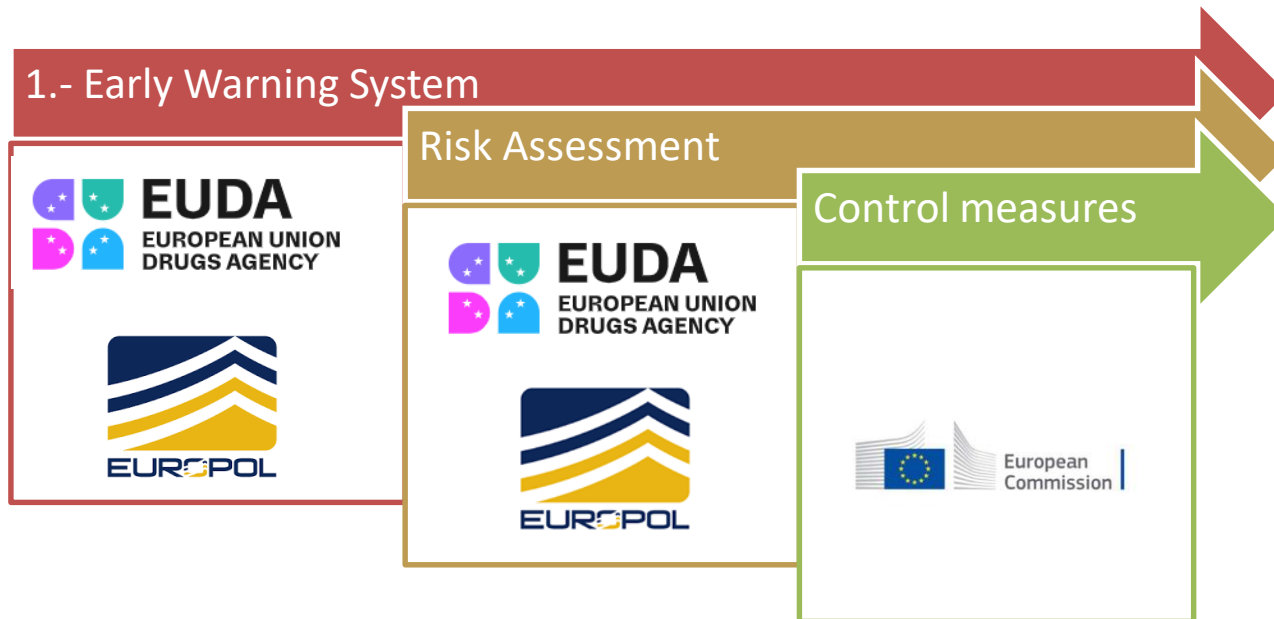 1.- Early Warning System
EUDA
EUROPEAN UNION
DRUGS AGENCY
EUROPOL
Risk Assessment
EUDA
EUROPEAN UNION
DRUGS AGENCY
EUROPOL
Control measures
European
Commission